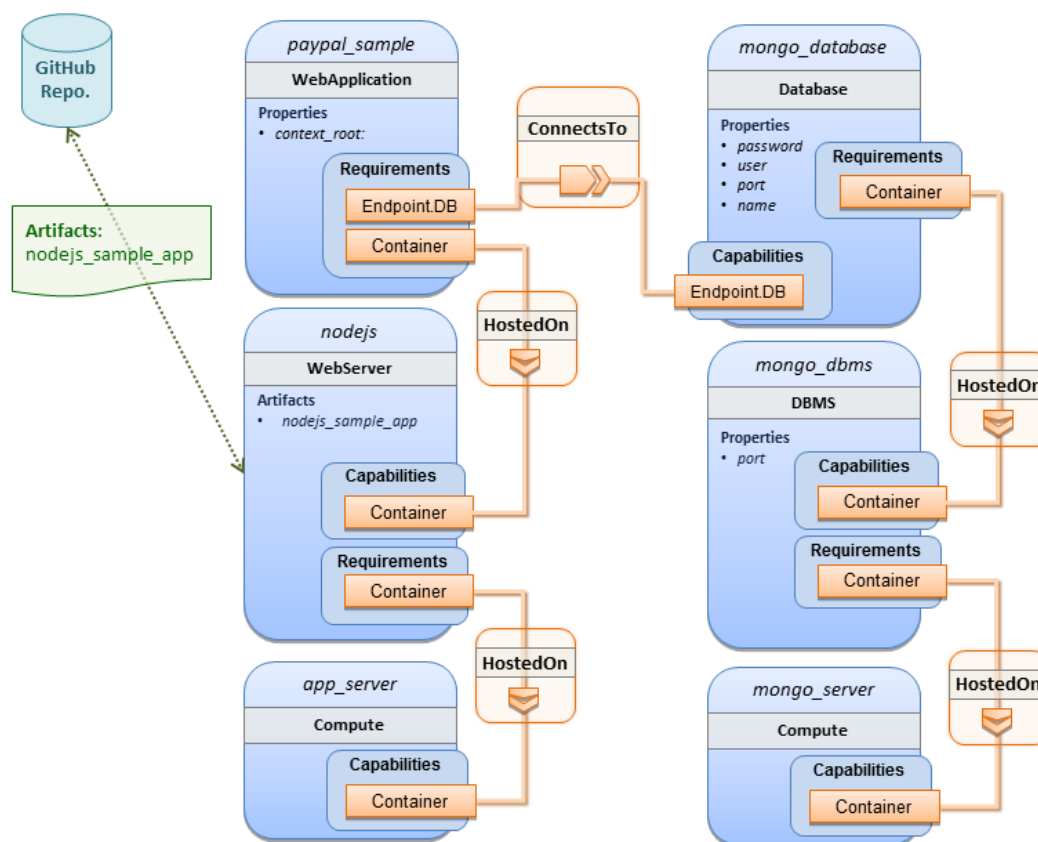 GitHub
Repo.
Artifacts:
nodejs_sample_app
paypal_sample
WebApplication
Properties
• context_root:
Requirements
Endpoint.DB
Container
ConnectsTo
mongo_database
Database
Properties
• password
• user
• port
• name
Requirements
Container
Capabilities
Endpoint.DB
HostedOn
nodejs
WebServer
Artifacts
• nodejs_sample_app
Capabilities
Container
Requirements
Container
mongo_dbms
DBMS
Properties
• port
Capabilities
Container
Requirements
Container
HostedOn
HostedOn
app_server
Compute
Capabilities
Container
mongo_server
Compute
Capabilities
Container
HostedOn